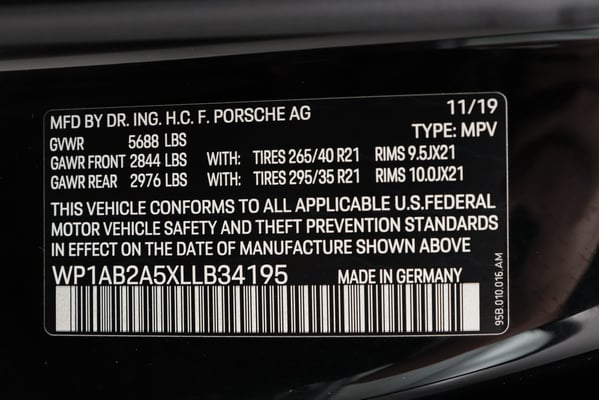 MFD BY DR. ING. H.C. F. PORSCHE AG 11/19
GVWR 5688 LBS TYPE: MPV
GAWR FRONT 2844 LBS WITH: TIRES 265/40 R21 RIMS 9.5JX21
GAWR REAR 2976 LBS WITH: TIRES 295/35 R21 RIMS 10.0JX21
THIS VEHICLE CONFORMS TO ALL APPLICABLE U.S.FEDERAL
MOTOR VEHICLE SAFETY AND THEFT PREVENTION STANDARDS
IN EFFECT ON THE DATE OF MANUFACTURE SHOWN ABOVE
WP1AB2A5XLLB34195 MADE IN GERMANY
95B.010.016.AM